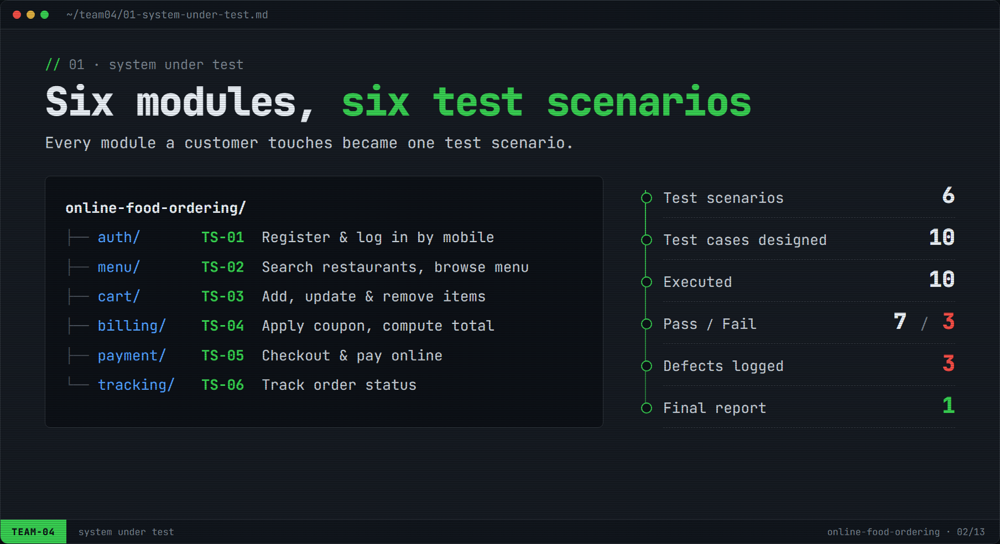 ~/team04/01-system-under-test.md
// 01 · system under test
Six modules, six test scenarios
Every module a customer touches became one test scenario.
online-food-ordering/
├── auth/ TS-01 Register & log in by mobile
├── menu/ TS-02 Search restaurants, browse menu
├── cart/ TS-03 Add, update & remove items
├── billing/ TS-04 Apply coupon, compute total
├── payment/ TS-05 Checkout & pay online
└── tracking/ TS-06 Track order status
Test scenarios 6
Test cases designed 10
Executed 10
Pass / Fail 7 / 3
Defects logged 3
Final report 1
TEAM-04 system under test
online-food-ordering · 02/13